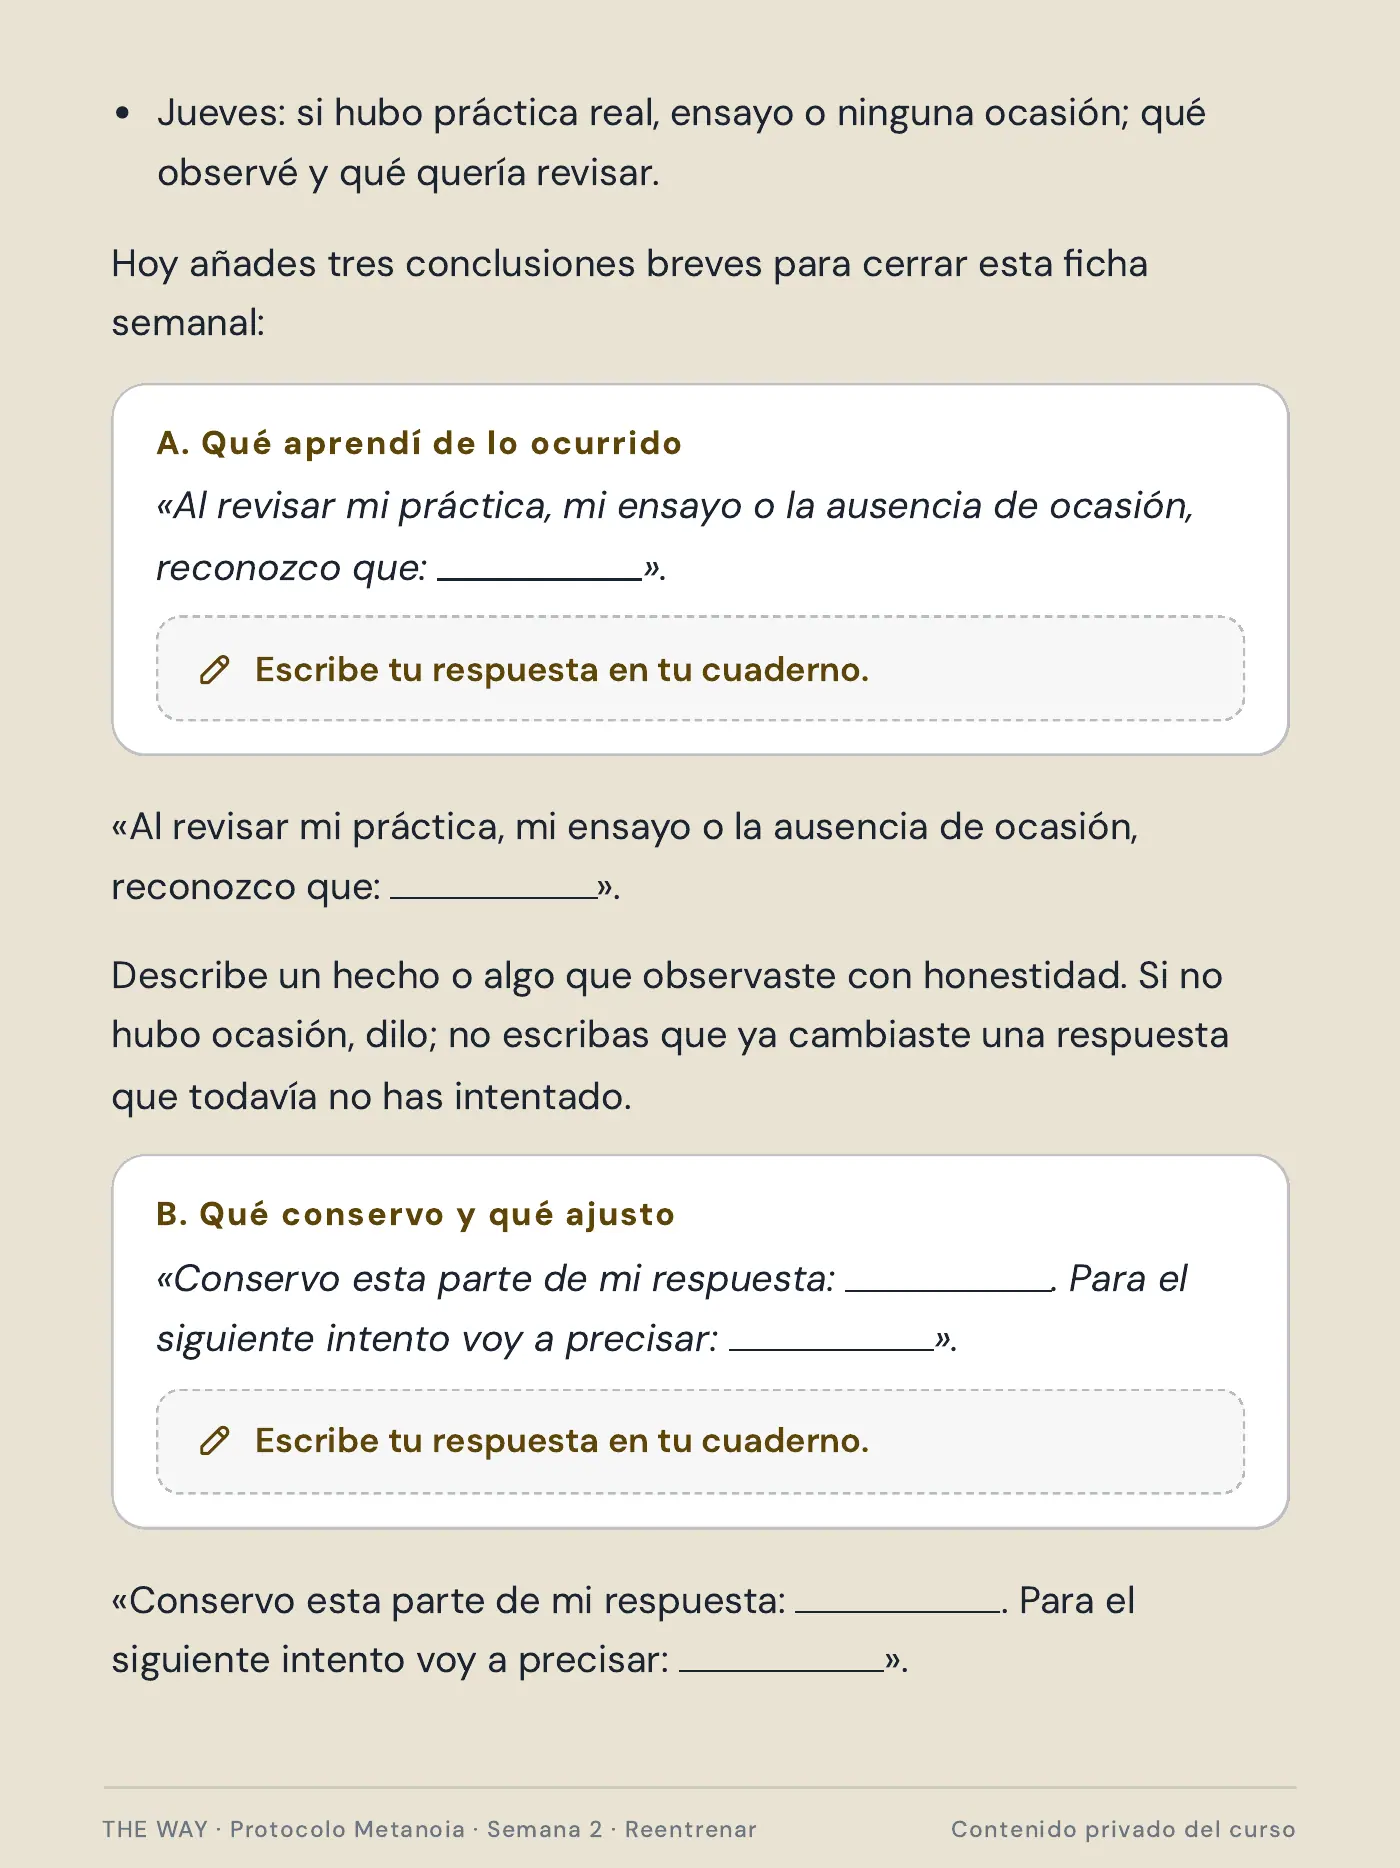 • Jueves: si hubo práctica real, ensayo o ninguna ocasión; qué
observé y qué quería revisar.
Hoy añades tres conclusiones breves para cerrar esta ficha
semanal:
A. Qué aprendí de lo ocurrido
«Al revisar mi práctica, mi ensayo o la ausencia de ocasión,
reconozco que: __________».
Escribe tu respuesta en tu cuaderno.
«Al revisar mi práctica, mi ensayo o la ausencia de ocasión,
reconozco que: __________».
Describe un hecho o algo que observaste con honestidad. Si no
hubo ocasión, dilo; no escribas que ya cambiaste una respuesta
que todavía no has intentado.
B. Qué conservo y qué ajusto
«Conservo esta parte de mi respuesta: __________. Para el
siguiente intento voy a precisar: __________».
Escribe tu respuesta en tu cuaderno.
«Conservo esta parte de mi respuesta: __________. Para el
siguiente intento voy a precisar: __________».
THE WAY · Protocolo Metanoia · Semana 2 · Reentrenar
Contenido privado del curso